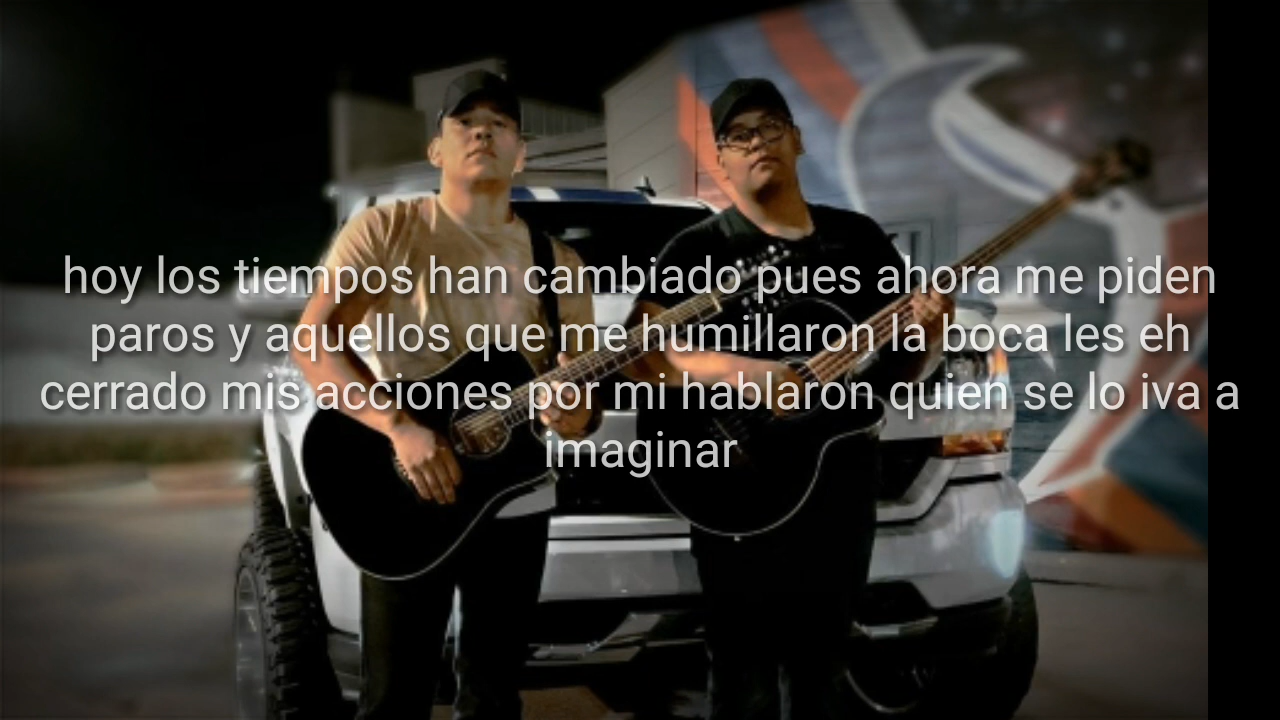 hoy los tiempos han cambiado pues ahora me piden
paros y aquellos que me humillaron la boca les eh
cerrado mis acciones por mi hablaron quien se lo iva a
imaginar